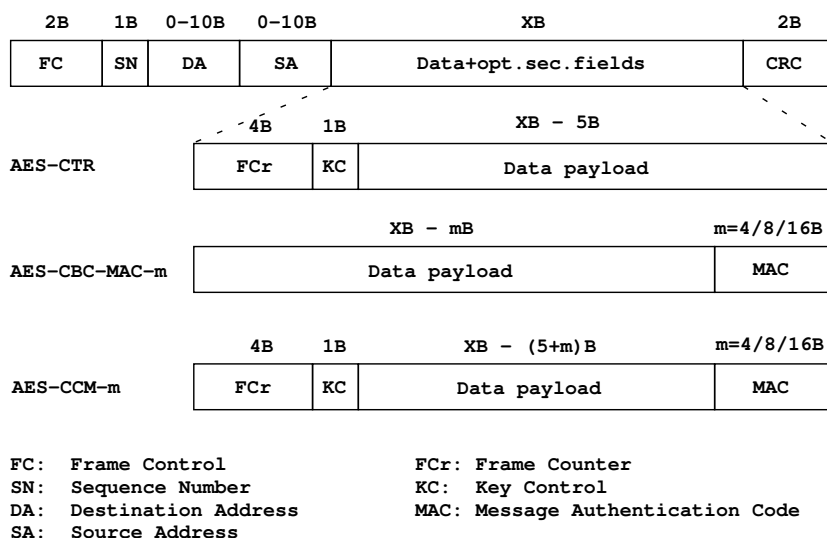 2B 1B 0-10B 0-10B XB 2B
FC SN DA SA Data+opt.sec.fields CRC
4B 1B XB - 5B
AES-CTR FCr KC Data payload
XB - mB m=4/8/16B
AES-CBC-MAC-m Data payload MAC
4B 1B XB - (5+m)B m=4/8/16B
AES-CCM-m FCr KC Data payload MAC
FC: Frame Control FCr: Frame Counter
SN: Sequence Number KC: Key Control
DA: Destination Address MAC: Message Authentication Code
SA: Source Address